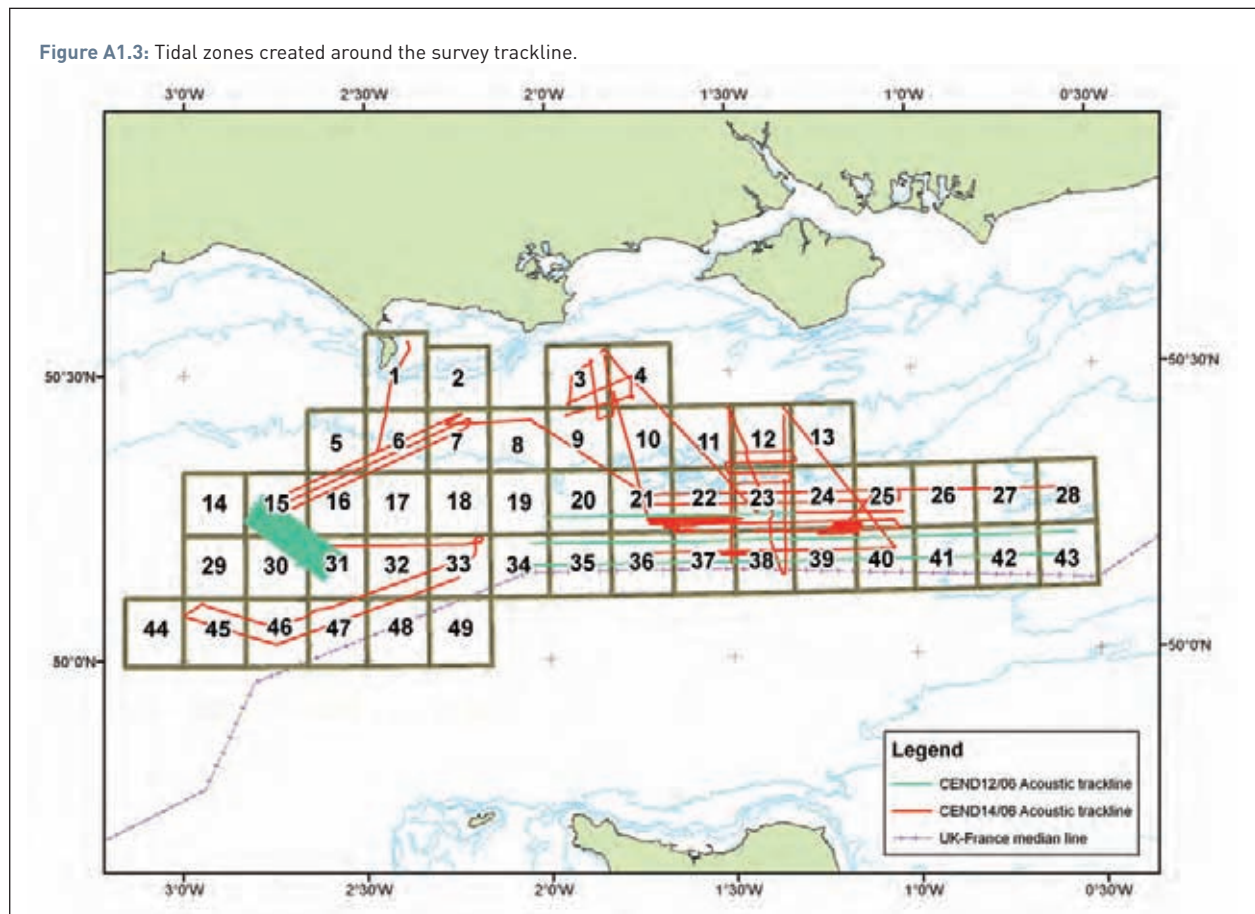 Figure A1.3: Tidal zones created around the survey trackline.
3°0'W 2°30'W 2°0'W 1°30'W 1°0'W 0°30'W
50°30'N 50°30'N
1 2 3 4
5 6 7 8 9 10 11 12 13
14 15 16 17 18 19 20 21 22 23 24 25 26 27 28
29 30 31 32 33 34 35 36 37 38 39 40 41 42 43
44 45 46 47 48 49
50°0'N 50°0'N
Legend
CEND12/06 Acoustic trackline
CEND14/06 Acoustic trackline
UK-France median line
3°0'W 2°30'W 2°0'W 1°30'W 1°0'W 0°30'W